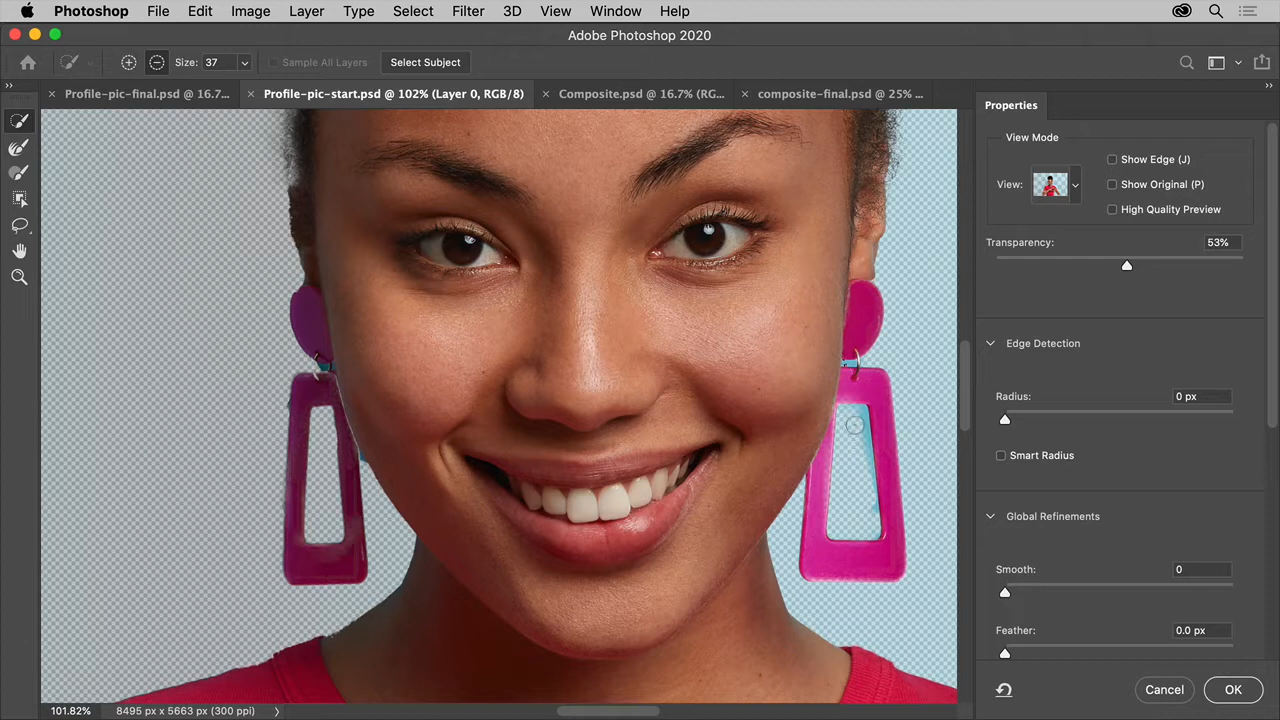 Photoshop File Edit Image Layer Type Select Filter 3D View Window Help
Adobe Photoshop 2020
Size: 37 Sample All Layers Select Subject
Profile-pic-final.psd @ 16.7... Profile-pic-start.psd @ 102% (Layer 0, RGB/8) Composite.psd @ 16.7% (RG... composite-final.psd @ 25% ...
Properties
View Mode
Show Edge (J)
View:
Show Original (P)
High Quality Preview
Transparency: 53%
Edge Detection
Radius: 0 px
Smart Radius
Global Refinements
Smooth: 0
Feather: 0.0 px
Cancel OK
101.82% 8495 px x 5663 px (300 ppi)